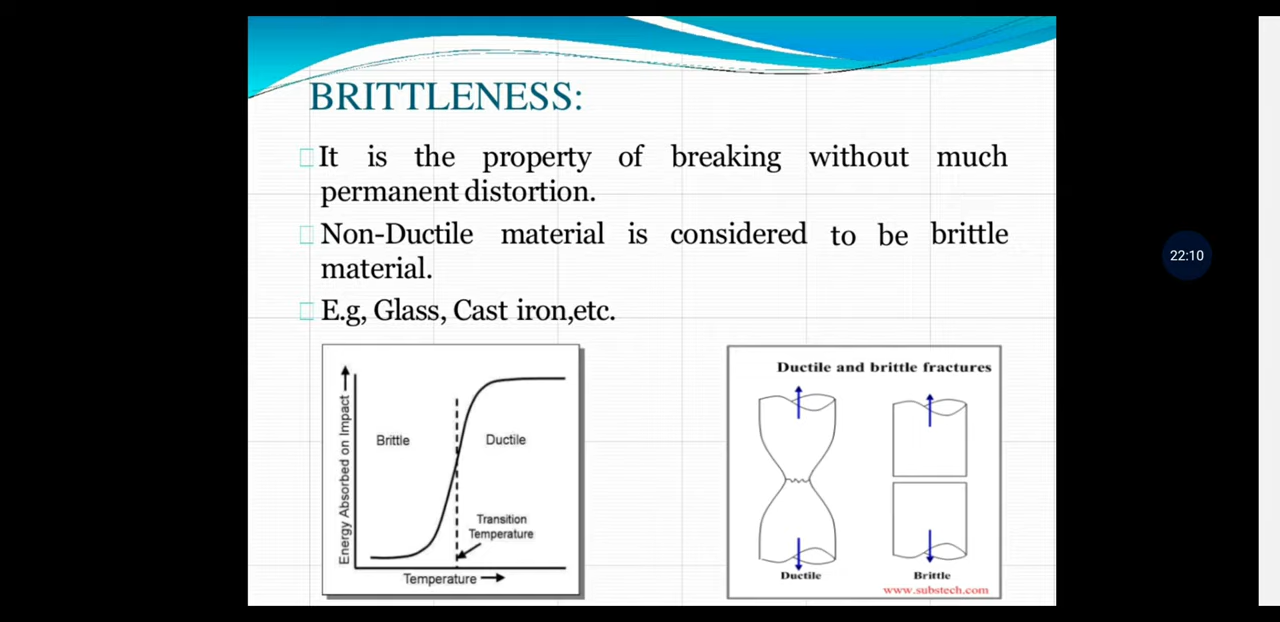 BRITTLENESS:
It is the property of breaking without much
permanent distortion.
Non-Ductile material is considered to be brittle
material.
E.g, Glass, Cast iron,etc.
Energy Absorbed on Impact
Brittle
Ductile
Transition
Temperature
Temperature
Ductile and brittle fractures
Ductile
Brittle
www.substech.com
22:10